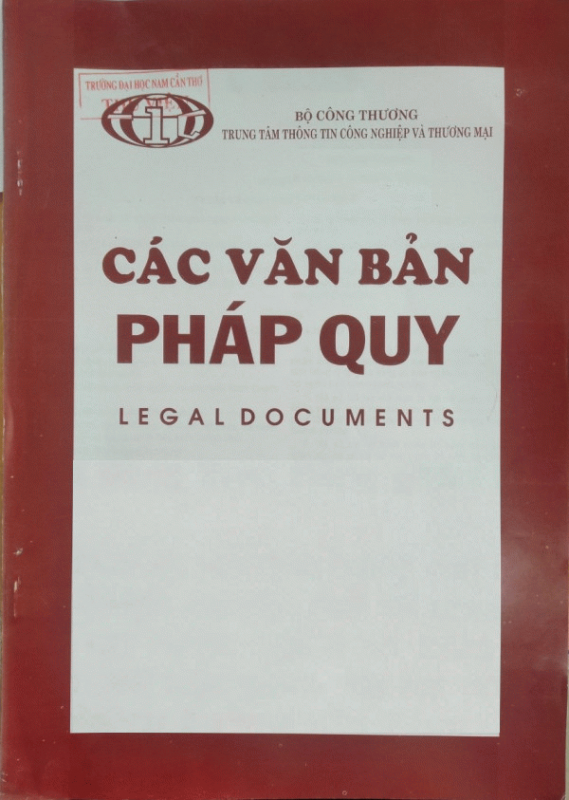 TRƯỜNG ĐẠI HỌC NAM CẦN THƠ
BỘ CÔNG THƯƠNG
TRUNG TÂM THÔNG TIN CÔNG NGHIỆP VÀ THƯƠNG MẠI
CÁC VĂN BẢN
PHÁP QUY
LEGAL DOCUMENTS